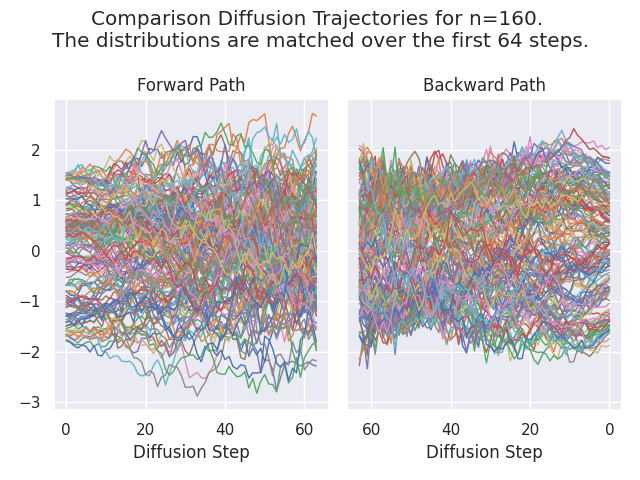 Comparison Diffusion Trajectories for n=160.
The distributions are matched over the first 64 steps.
Forward Path
Backward Path
2
1
0
−1
−2
−3
0 20 40 60
60 40 20 0
Diffusion Step
Diffusion Step